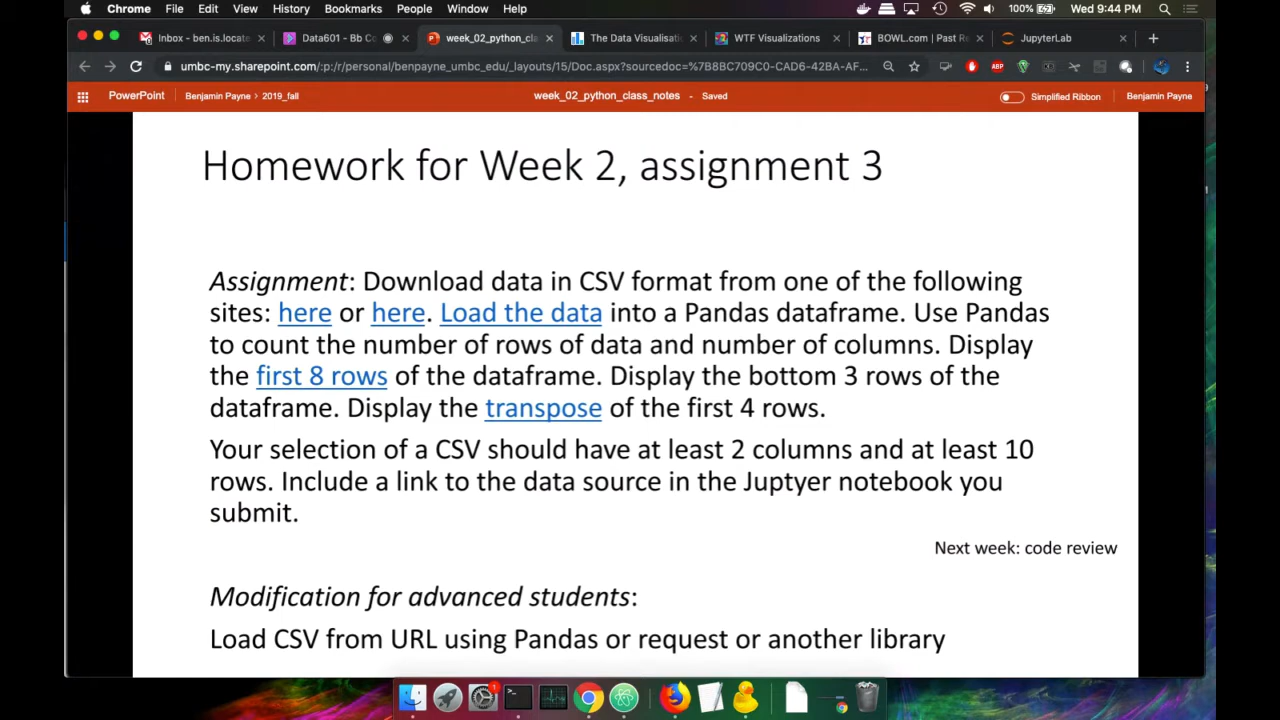 Chrome File Edit View History Bookmarks People Window Help 100% Wed 9:44 PM
Inbox - ben.is.locate Data601 - Bb Co week_02_python_cla The Data Visualisati WTF Visualizations BOWL.com | Past R JupyterLab
umbc-my.sharepoint.com/:p:/r/personal/benpayne_umbc_edu/_layouts/15/Doc.aspx?sourcedoc=%7B8BC709C0-CAD6-42BA-AF... ABP
PowerPoint Benjamin Payne > 2019_fall week_02_python_class_notes - Saved Simplified Ribbon Benjamin Payne
Homework for Week 2, assignment 3
Assignment: Download data in CSV format from one of the following
sites: here or here. Load the data into a Pandas dataframe. Use Pandas
to count the number of rows of data and number of columns. Display
the first 8 rows of the dataframe. Display the bottom 3 rows of the
dataframe. Display the transpose of the first 4 rows.
Your selection of a CSV should have at least 2 columns and at least 10
rows. Include a link to the data source in the Juptyer notebook you
submit.
Next week: code review
Modification for advanced students:
Load CSV from URL using Pandas or request or another library
1